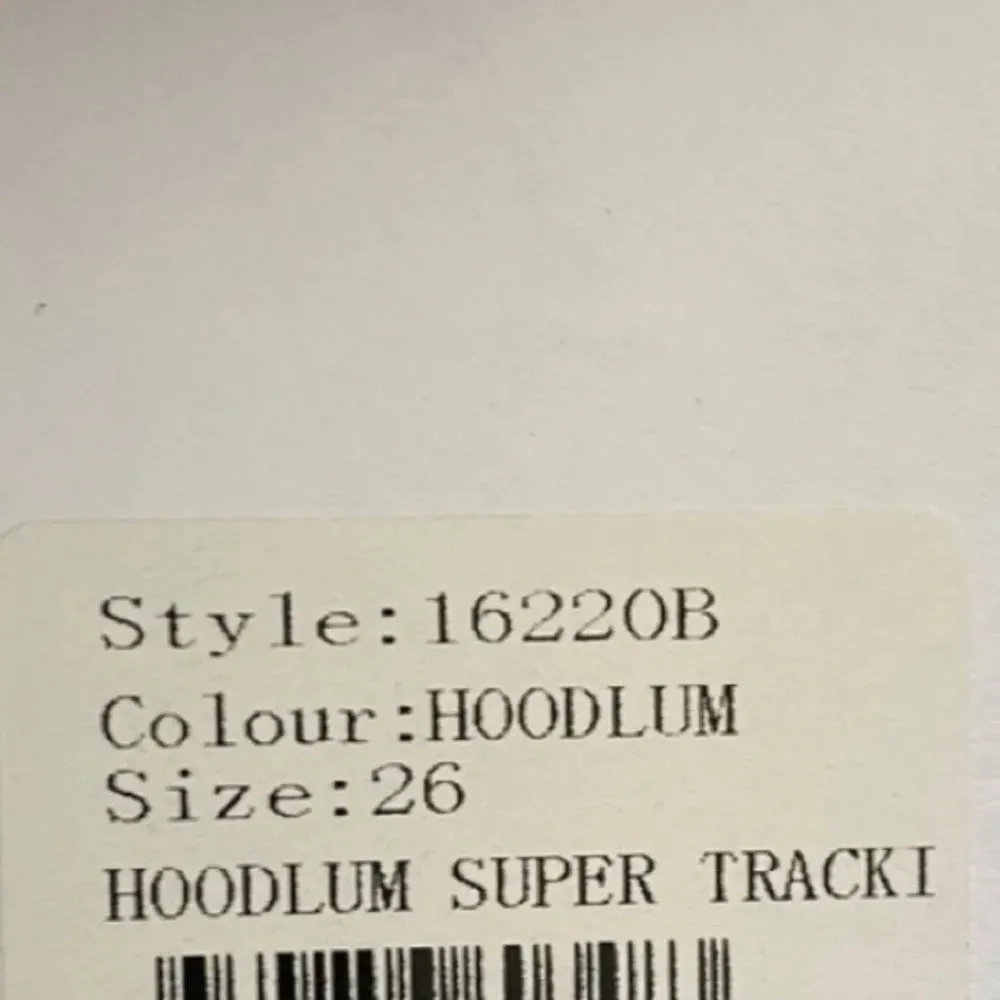 Style:16220B
Colour:HOODLUM
Size:26
HOODLUM SUPER TRACKI